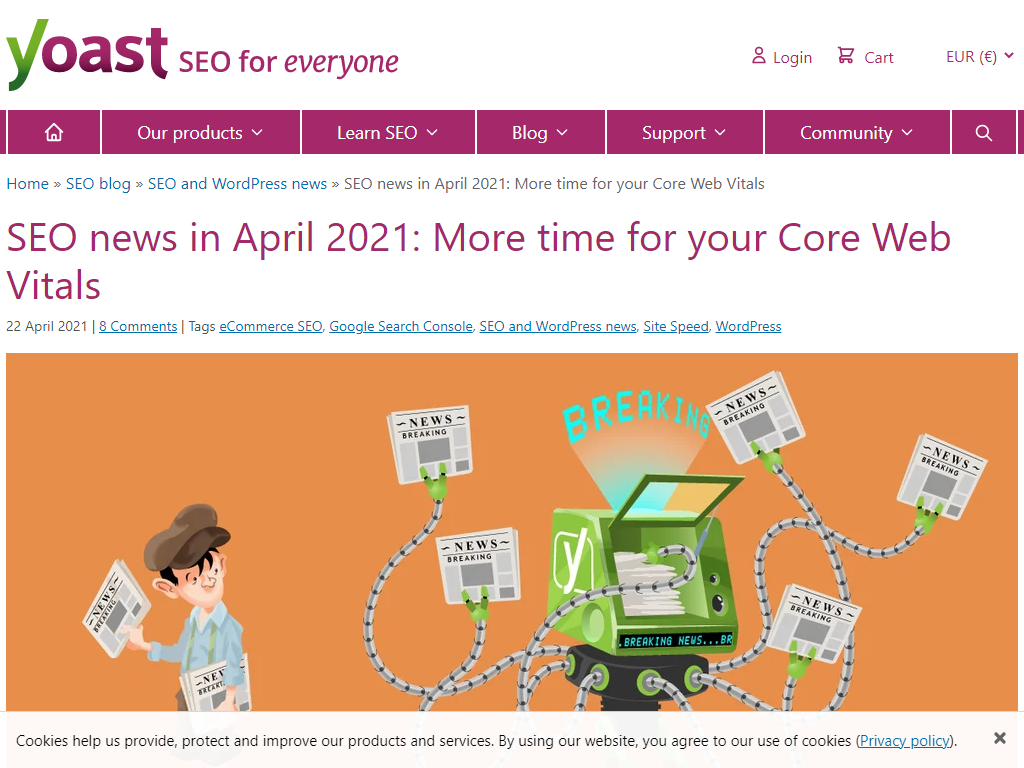 yoast SEO for everyone
Login
Cart
EUR (€)
Our products
Learn SEO
Blog
Support
Community
Home » SEO blog » SEO and WordPress news » SEO news in April 2021: More time for your Core Web Vitals
SEO news in April 2021: More time for your Core Web
Vitals
22 April 2021 | 8 Comments | Tags eCommerce SEO, Google Search Console, SEO and WordPress news, Site Speed, WordPress
BREAKING
~NEWS~
BREAKING
~NEWS~
BREAKING
~NEWS~
BREAKING
~NEWS~
BREAKING
~NEWS~
BREAKING
~NEWS~
BREAKING
y
.BREAKING NEWS...BR
~NEW
BREAKI
Cookies help us provide, protect and improve our products and services. By using our website, you agree to our use of cookies (Privacy policy).